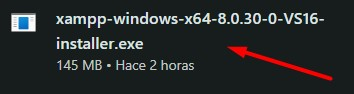 xampp-windows-x64-8.0.30-0-VS16-
installer.exe
145 MB • Hace 2 horas